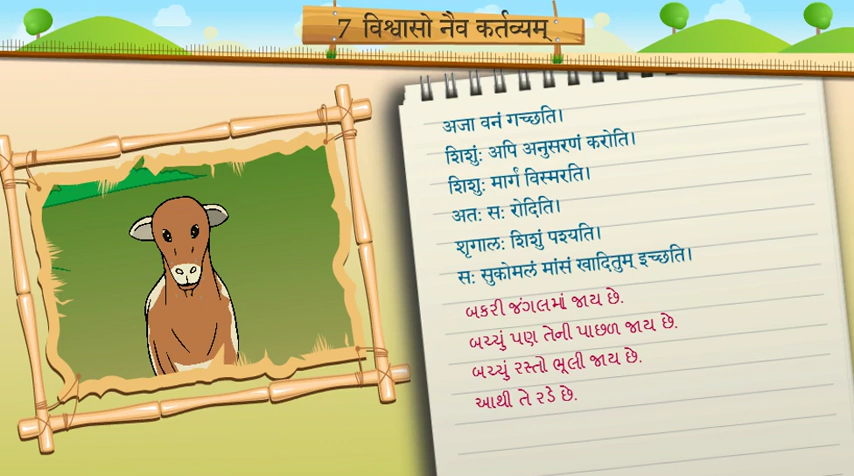 7 विश्वासो नैव कर्तव्यम्
अजा वनं गच्छति।
शिशुंः अपि अनुसरणं करोति।
शिशुः मार्गं विस्मरति।
अतः सः रोदिति।
शृगालः शिशुं पश्यति।
सः सुकोमलं मांसं खादितुम् इच्छति।
બકરી જંગલમાં જાય છે.
બચ્ચું પણ તેની પાછળ જાય છે.
બચ્ચું રસ્તો ભૂલી જાય છે.
આથી તે રડે છે.